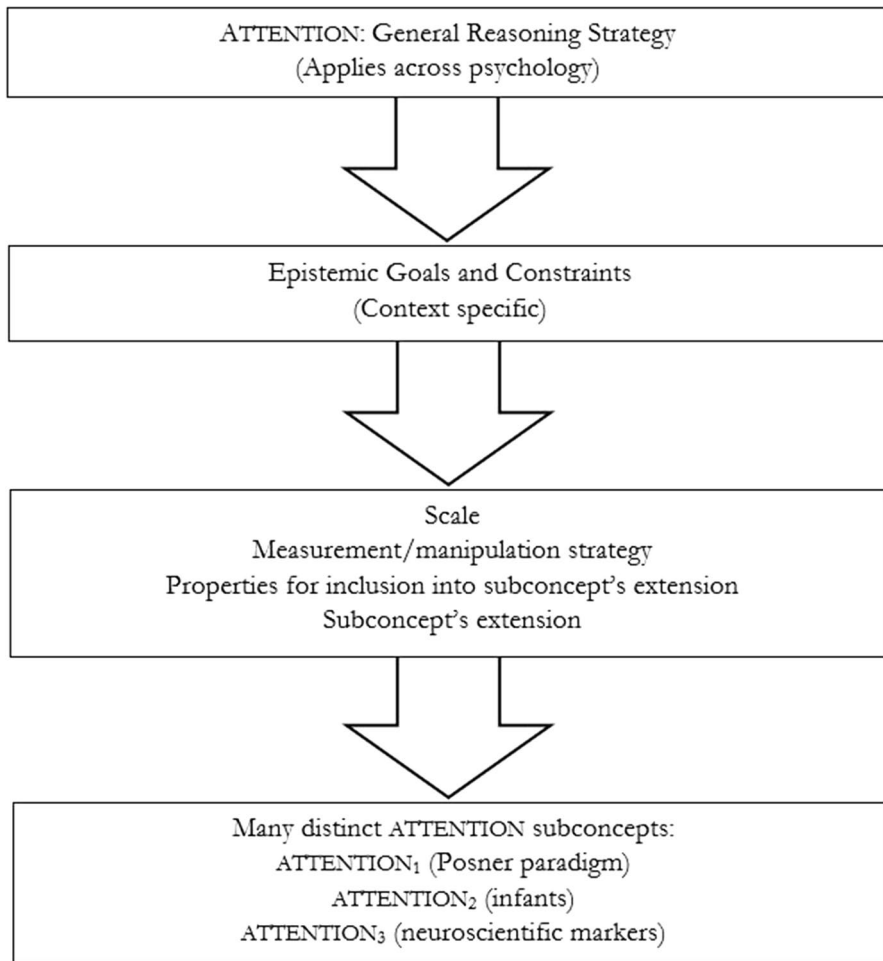 ATTENTION: General Reasoning Strategy
(Applies across psychology)
Epistemic Goals and Constraints
(Context specific)
Scale
Measurement/manipulation strategy
Properties for inclusion into subconcept’s extension
Subconcept’s extension
Many distinct ATTENTION subconcepts:
ATTENTION₁ (Posner paradigm)
ATTENTION₂ (infants)
ATTENTION₃ (neuroscientific markers)